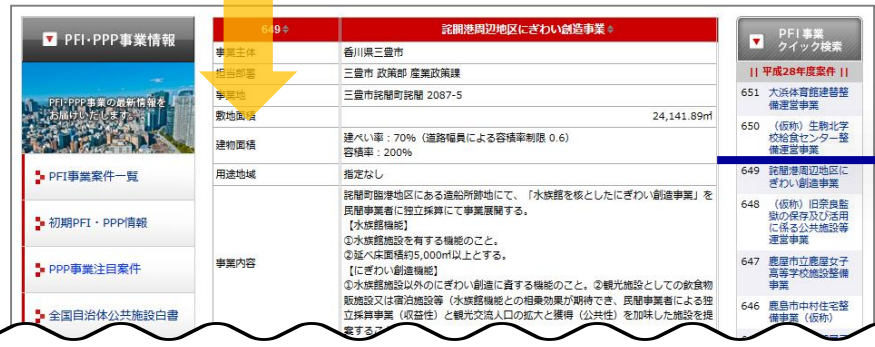 PFI・PPP事業情報
PFI・PPP事業の最新情報を
お届けいたします。
PFI事業案件一覧
初期PFI・PPP情報
PPP事業注目案件
全国自治体公共施設白書
649
詫間港周辺地区にぎわい創造事業
事業主体
香川県三豊市
担当部署
三豊市 政策部 産業政策課
事業地
三豊市詫間町詫間 2087-5
敷地面積
24,141.89㎡
建物面積
建ぺい率：70%（道路幅員による容積率制限 0.6）
容積率：200%
用途地域
指定なし
事業内容
詫間町臨港地区にある造船所跡地にて、「水族館を核としたにぎわい創造事業」を
民間事業者に独立採算にて事業展開する。
【水族館機能】
①水族館施設を有する機能のこと。
②延べ床面積約5,000㎡以上とする。
【にぎわい創造機能】
①水族館施設以外のにぎわい創造に資する機能のこと。②観光施設としての飲食物
販施設又は宿泊施設等（水族館機能との相乗効果が期待でき、民間事業者による独
立採算事業（収益性）と観光交流人口の拡大と獲得（公共性）を加味した施設を提
案するこ
PFI事業
クイック検索
|| 平成28年度案件 ||
651 大浜体育館建替整
備運営事業
650 （仮称）生駒北学
校給食センター整
備運営事業
649 詫間港周辺地区に
ぎわい創造事業
648 （仮称）旧奈良監
獄の保存及び活用
に係る公共施設等
運営事業
647 鹿屋市立鹿屋女子
高等学校施設整備
事業
646 鹿島市中村住宅整
備事業（仮称）